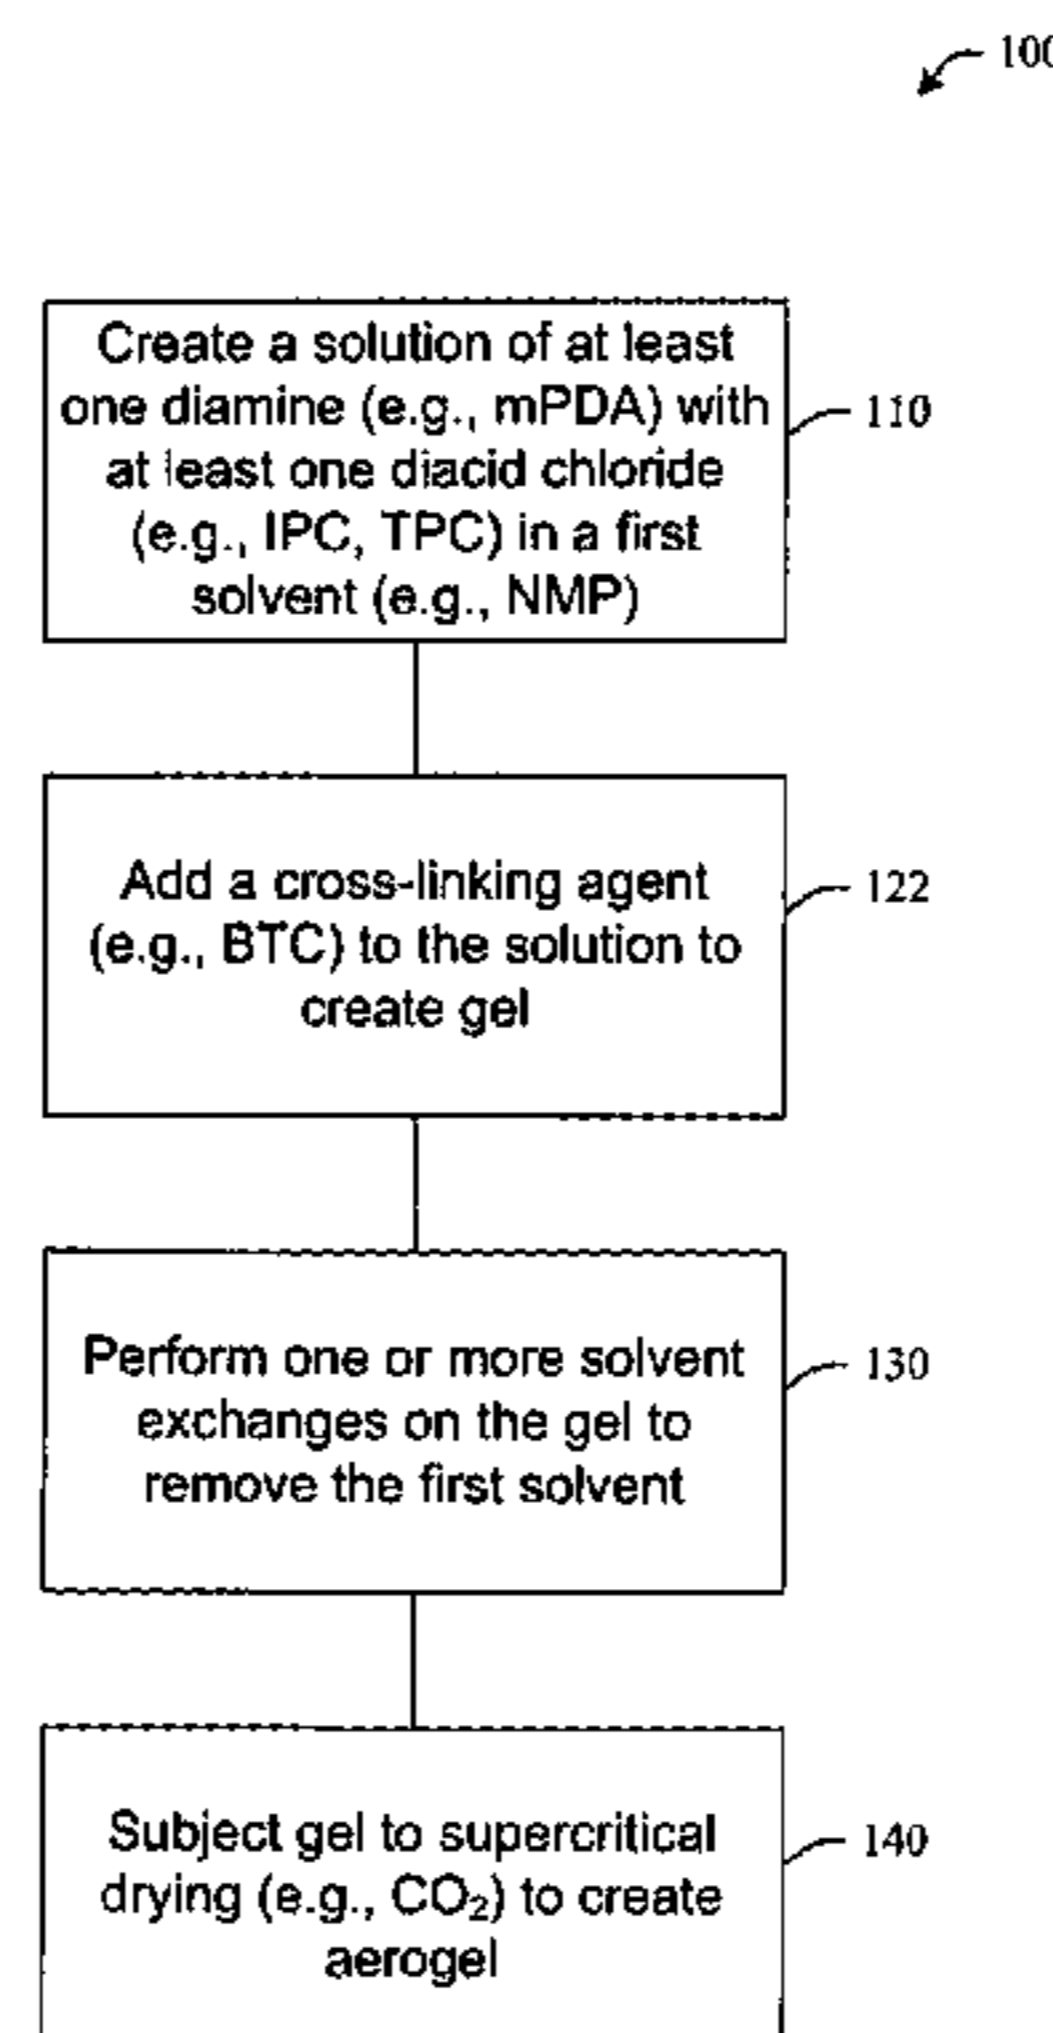 100
Create a solution of at least
one diamine (e.g., mPDA) with
at least one diacid chloride
(e.g., IPC, TPC) in a first
solvent (e.g., NMP)
110
Add a cross-linking agent
(e.g., BTC) to the solution to
create gel
122
Perform one or more solvent
exchanges on the gel to
remove the first solvent
130
Subject gel to supercritical
drying (e.g., CO₂) to create
aerogel
140